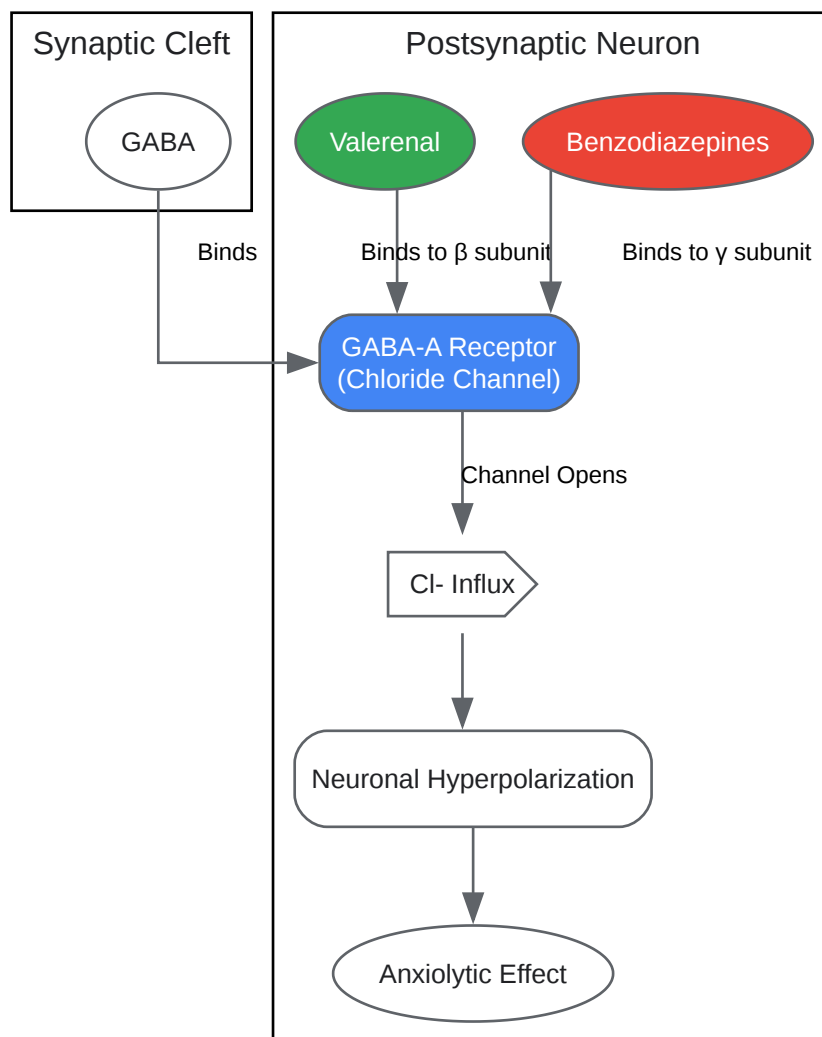 Synaptic Cleft
Postsynaptic Neuron
GABA
Valerenal
Benzodiazepines
Binds
Binds to β subunit
Binds to γ subunit
GABA-A Receptor
(Chloride Channel)
Channel Opens
Cl- Influx
Neuronal Hyperpolarization
Anxiolytic Effect